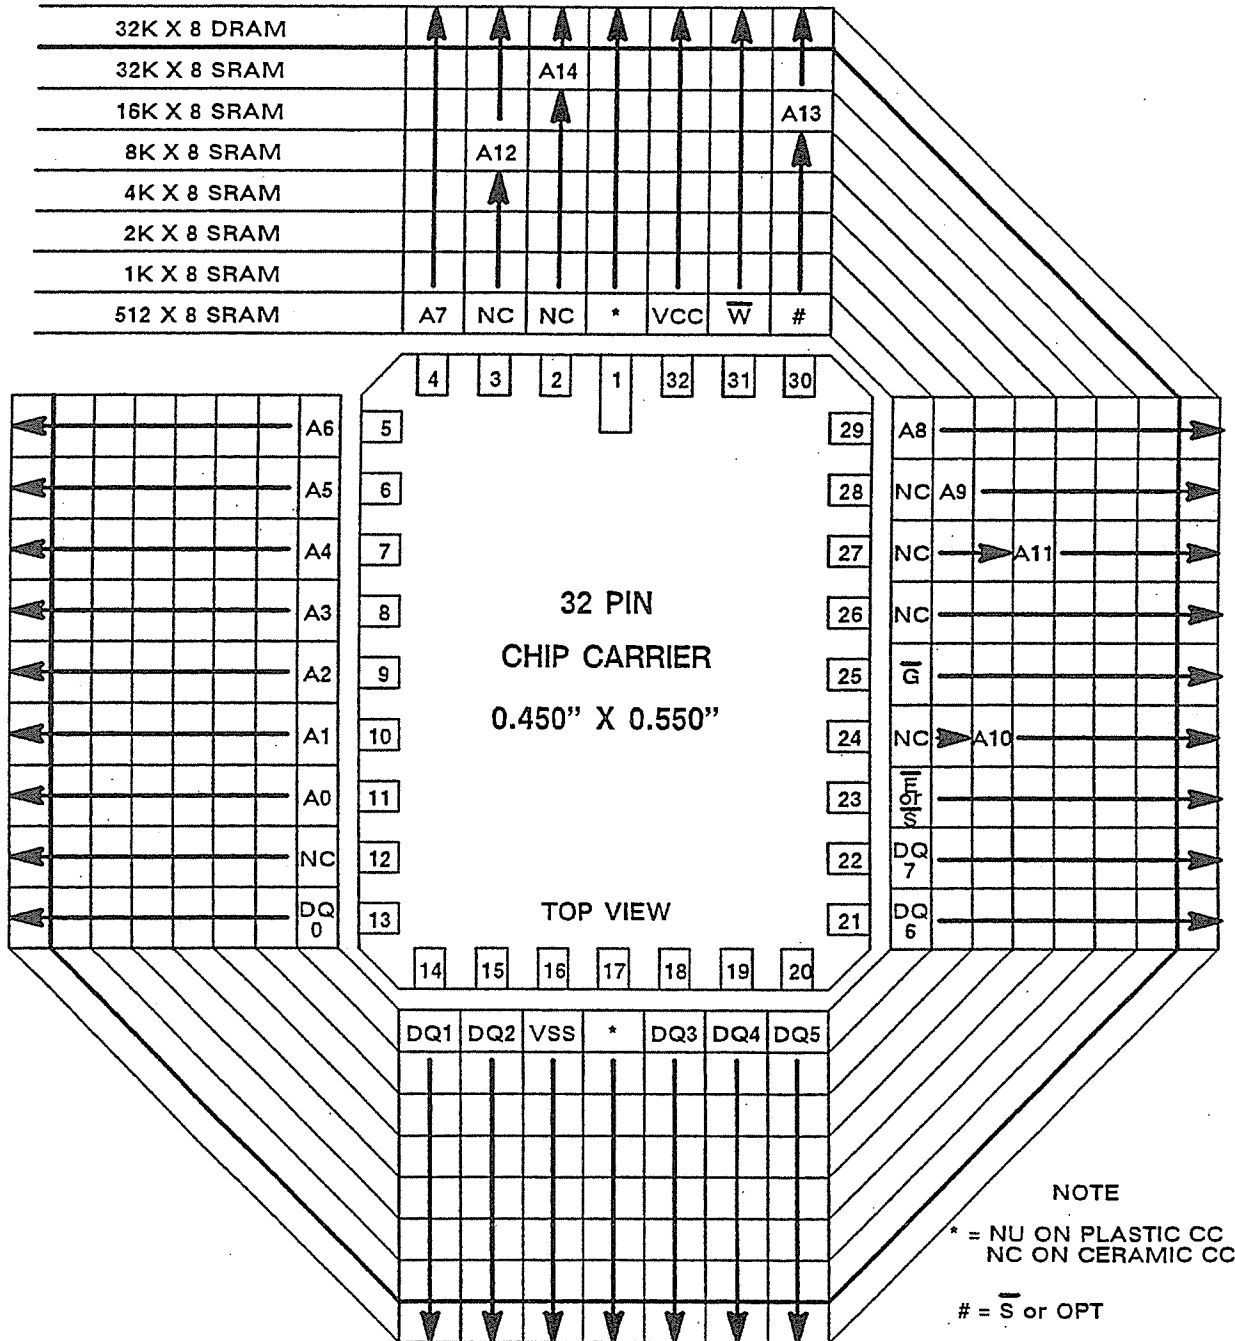 32K X 8 DRAM
32K X 8 SRAM A14
16K X 8 SRAM A13
8K X 8 SRAM A12
4K X 8 SRAM
2K X 8 SRAM
1K X 8 SRAM
512 X 8 SRAM A7 NC NC * VCC W̅ #
4 3 2 1 32 31 30
A6 5 29 A8
A5 6 28 NC A9
A4 7 27 NC A11
A3 8 26 NC
A2 9 25 G̅
A1 10 24 NC A10
A0 11 23 E̅ or S̅
NC 12 22 DQ 7
DQ 0 13 21 DQ 6
32 PIN
CHIP CARRIER
0.450” X 0.550”
TOP VIEW
14 15 16 17 18 19 20
DQ1 DQ2 VSS * DQ3 DQ4 DQ5
NOTE
* = NU ON PLASTIC CC
NC ON CERAMIC CC
# = S̅ or OPT